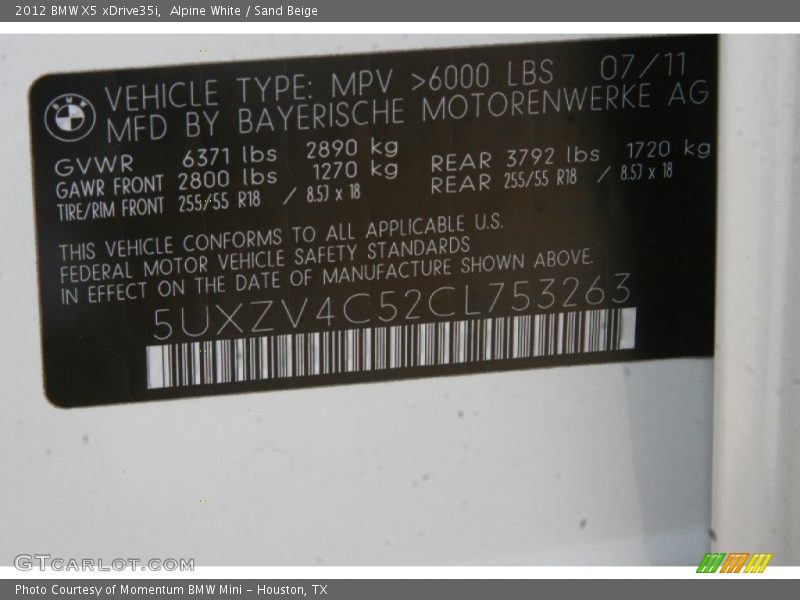 2012 BMW X5 xDrive35i, Alpine White / Sand Beige
BMW
VEHICLE TYPE: MPV >6000 LBS 07/11
MFD BY BAYERISCHE MOTORENWERKE AG
GVWR 6371 lbs 2890 kg
GAWR FRONT 2800 lbs 1270 kg REAR 3792 lbs 1720 kg
TIRE/RIM FRONT 255/55 R18 / 8.5J x 18 REAR 255/55 R18 / 8.5J x 18
THIS VEHICLE CONFORMS TO ALL APPLICABLE U.S.
FEDERAL MOTOR VEHICLE SAFETY STANDARDS
IN EFFECT ON THE DATE OF MANUFACTURE SHOWN ABOVE.
5UXZV4C52CL753263
GTCARLOT.COM
Photo Courtesy of Momentum BMW Mini - Houston, TX